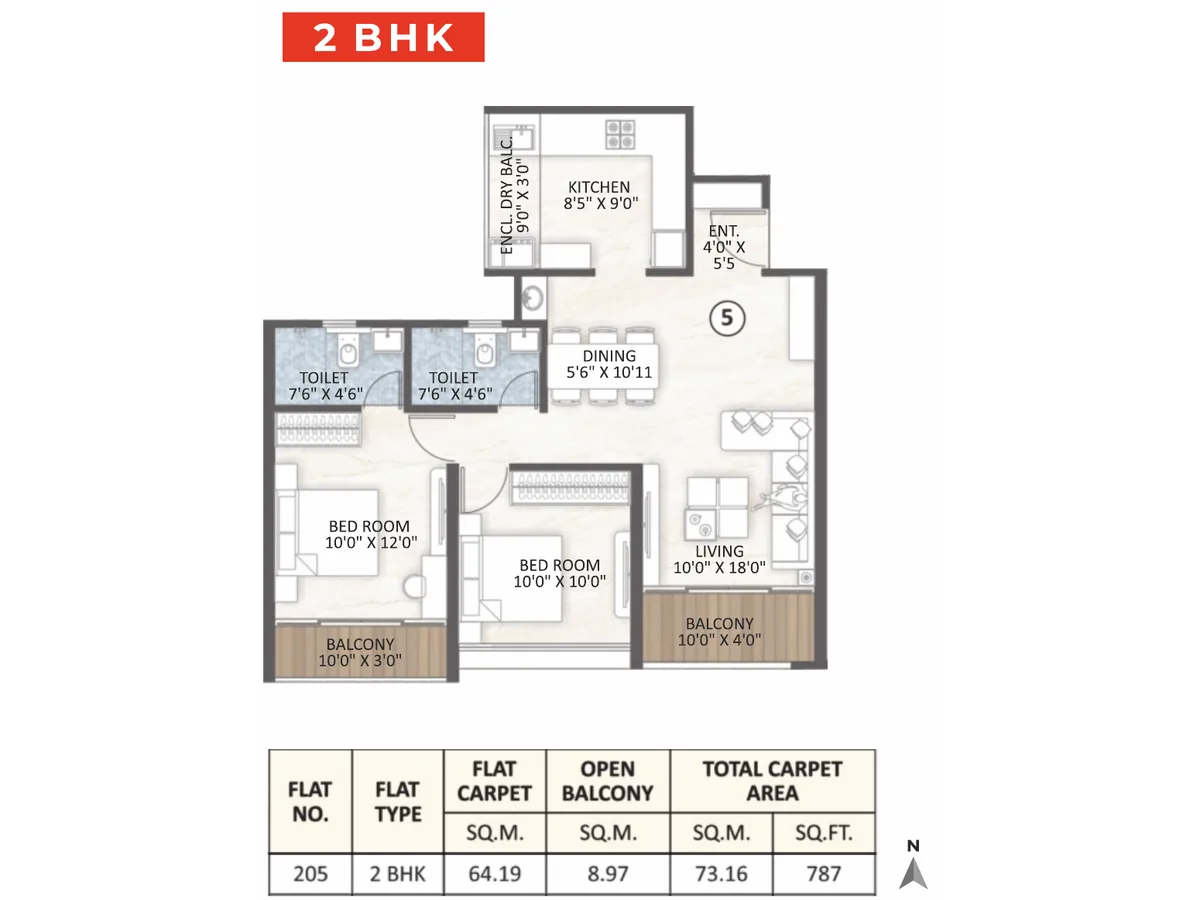 2 BHK
ENCL. DRY BALC.
9'0" X 3'0"
KITCHEN
8'5" X 9'0"
ENT.
4'0" X
5'5
5
DINING
5'6" X 10'11
TOILET
7'6" X 4'6"
TOILET
7'6" X 4'6"
BED ROOM
10'0" X 12'0"
BED ROOM
10'0" X 10'0"
LIVING
10'0" X 18'0"
BALCONY
10'0" X 3'0"
BALCONY
10'0" X 4'0"
FLAT NO.
FLAT TYPE
FLAT CARPET
OPEN BALCONY
TOTAL CARPET AREA
SQ.M.
SQ.M.
SQ.M.
SQ.FT.
205
2 BHK
64.19
8.97
73.16
787
N